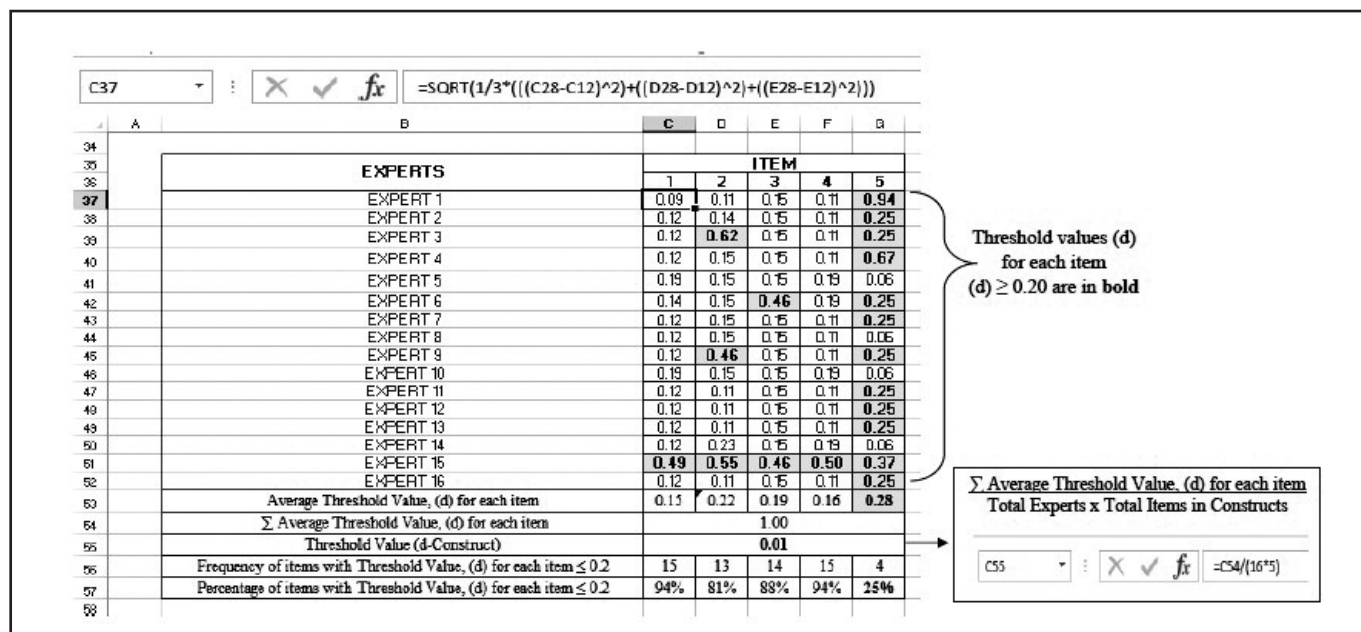 C37 fx =SQRT(1/3*(((C28-C12)^2)+((D28-D12)^2)+((E28-E12)^2)))
A B C D E F G
34
35 EXPERTS ITEM
36 1 2 3 4 5
37 EXPERT 1 0.09 0.11 0.15 0.11 0.94
38 EXPERT 2 0.12 0.14 0.15 0.11 0.25
39 EXPERT 3 0.12 0.62 0.15 0.11 0.25
40 EXPERT 4 0.12 0.15 0.15 0.11 0.67
41 EXPERT 5 0.19 0.15 0.15 0.19 0.06
42 EXPERT 6 0.14 0.15 0.46 0.19 0.25
43 EXPERT 7 0.12 0.15 0.15 0.11 0.25
44 EXPERT 8 0.12 0.15 0.15 0.11 0.06
45 EXPERT 9 0.12 0.46 0.15 0.11 0.25
46 EXPERT 10 0.19 0.15 0.15 0.19 0.06
47 EXPERT 11 0.12 0.11 0.15 0.11 0.25
48 EXPERT 12 0.12 0.11 0.15 0.11 0.25
49 EXPERT 13 0.12 0.11 0.15 0.11 0.25
50 EXPERT 14 0.12 0.23 0.15 0.19 0.06
51 EXPERT 15 0.49 0.55 0.46 0.50 0.37
52 EXPERT 16 0.12 0.11 0.15 0.11 0.25
53 Average Threshold Value, (d) for each item 0.15 0.22 0.19 0.16 0.28
54 ∑ Average Threshold Value, (d) for each item 1.00
55 Threshold Value (d-Construct) 0.01
56 Frequency of items with Threshold Value, (d) for each item ≤ 0.2 15 13 14 15 4
57 Percentage of items with Threshold Value, (d) for each item ≤ 0.2 94% 81% 88% 94% 25%
58
Threshold values (d)
for each item
(d) ≥ 0.20 are in bold
∑ Average Threshold Value, (d) for each item
Total Experts x Total Items in Constructs
C55 fx =C54/(16*5)